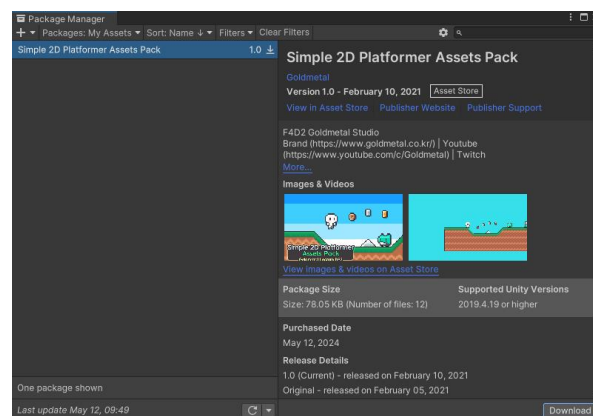 Package Manager
Packages: My Assets Sort: Name ↓ Filters Clear Filters
Simple 2D Platformer Assets Pack 1.0
Simple 2D Platformer Assets Pack
Goldmetal
Version 1.0 - February 10, 2021 Asset Store
View in Asset Store Publisher Website Publisher Support
F4D2 Goldmetal Studio
Brand (https://www.goldmetal.co.kr/) | Youtube
(https://www.youtube.com/c/Goldmetal) | Twitch
More...
Images & Videos
Simple 2D Platformer
Assets Pack
View images & videos on Asset Store
Package Size
Size: 78.05 KB (Number of files: 12)
Supported Unity Versions
2019.4.19 or higher
Purchased Date
May 12, 2024
Release Details
1.0 (Current) - released on February 10, 2021
Original - released on February 05, 2021
One package shown
Last update May 12, 09:49
Download